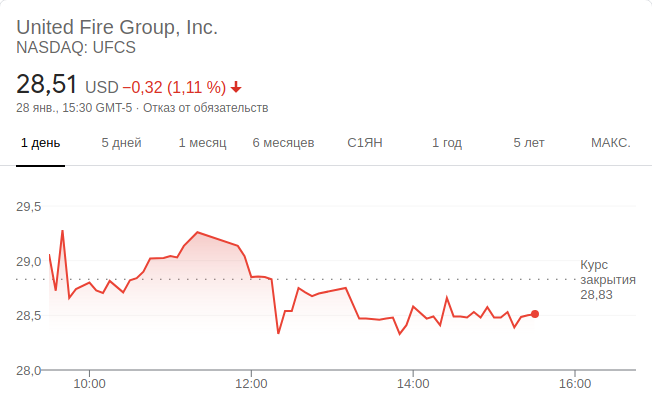 United Fire Group, Inc.
NASDAQ: UFCS
28,51 USD −0,32 (1,11 %)
28 янв., 15:30 GMT-5 · Отказ от обязательств
1 день 5 дней 1 месяц 6 месяцев С1ЯН 1 год 5 лет МАКС.
29,5
29,0
Курс
закрытия
28,83
28,5
28,0
10:00 12:00 14:00 16:00